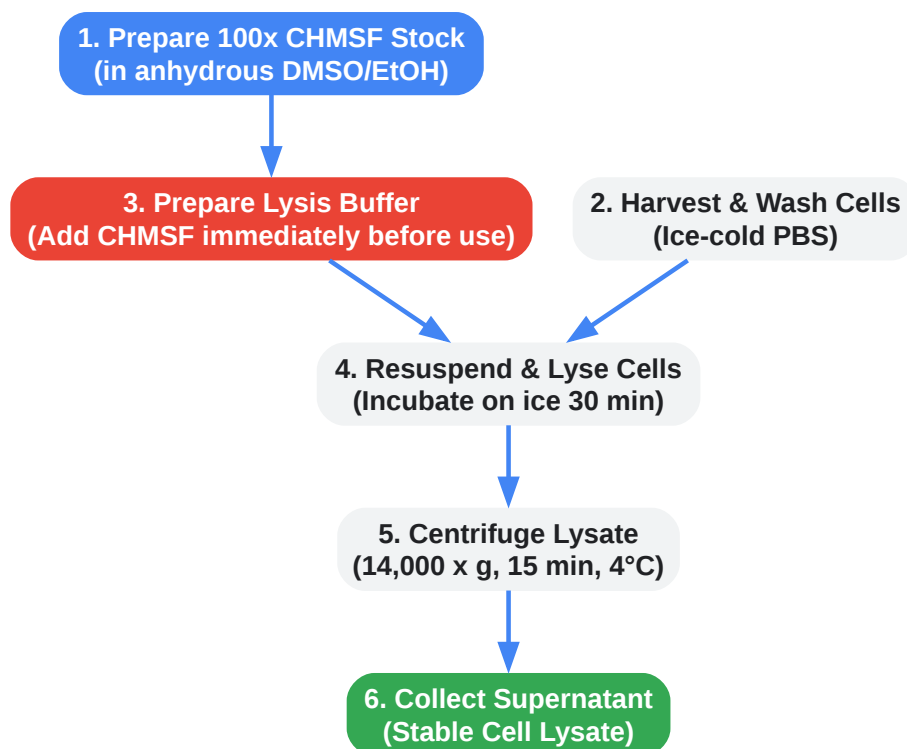 1. Prepare 100x CHMSF Stock
(in anhydrous DMSO/EtOH)
3. Prepare Lysis Buffer
(Add CHMSF immediately before use)
2. Harvest & Wash Cells
(Ice-cold PBS)
4. Resuspend & Lyse Cells
(Incubate on ice 30 min)
5. Centrifuge Lysate
(14,000 x g, 15 min, 4°C)
6. Collect Supernatant
(Stable Cell Lysate)